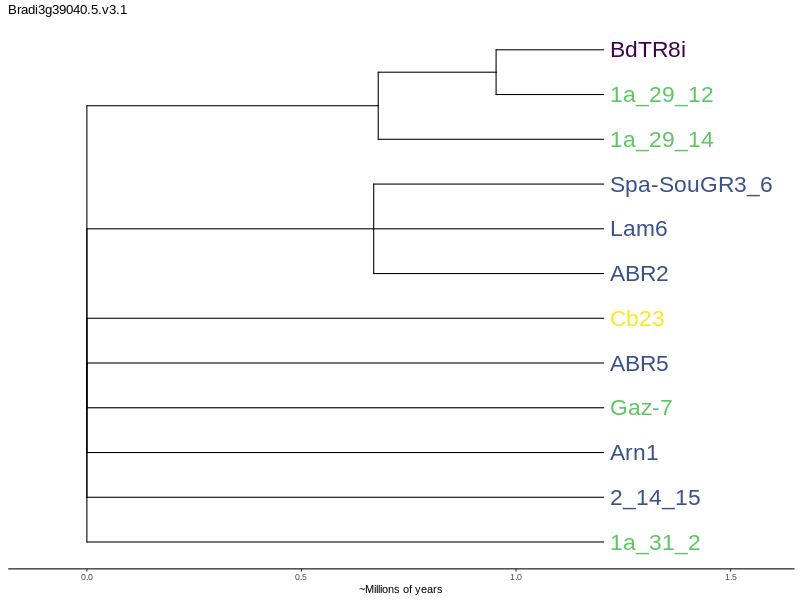 Bradi3g39040.5.v3.1
BdTR8i
1a_29_12
1a_29_14
Spa-SouGR3_6
Lam6
ABR2
Cb23
ABR5
Gaz-7
Arn1
2_14_15
1a_31_2
0.0 0.5 1.0 1.5
~Millions of years